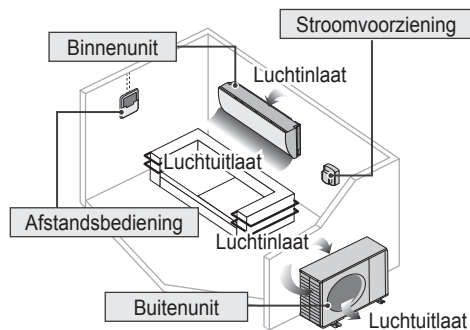 Stroomvoorziening
Binnenunit
Luchtinlaat
Luchtuitlaat
Afstandsbediening
Luchtinlaat
Buitenunit
Luchtuitlaat